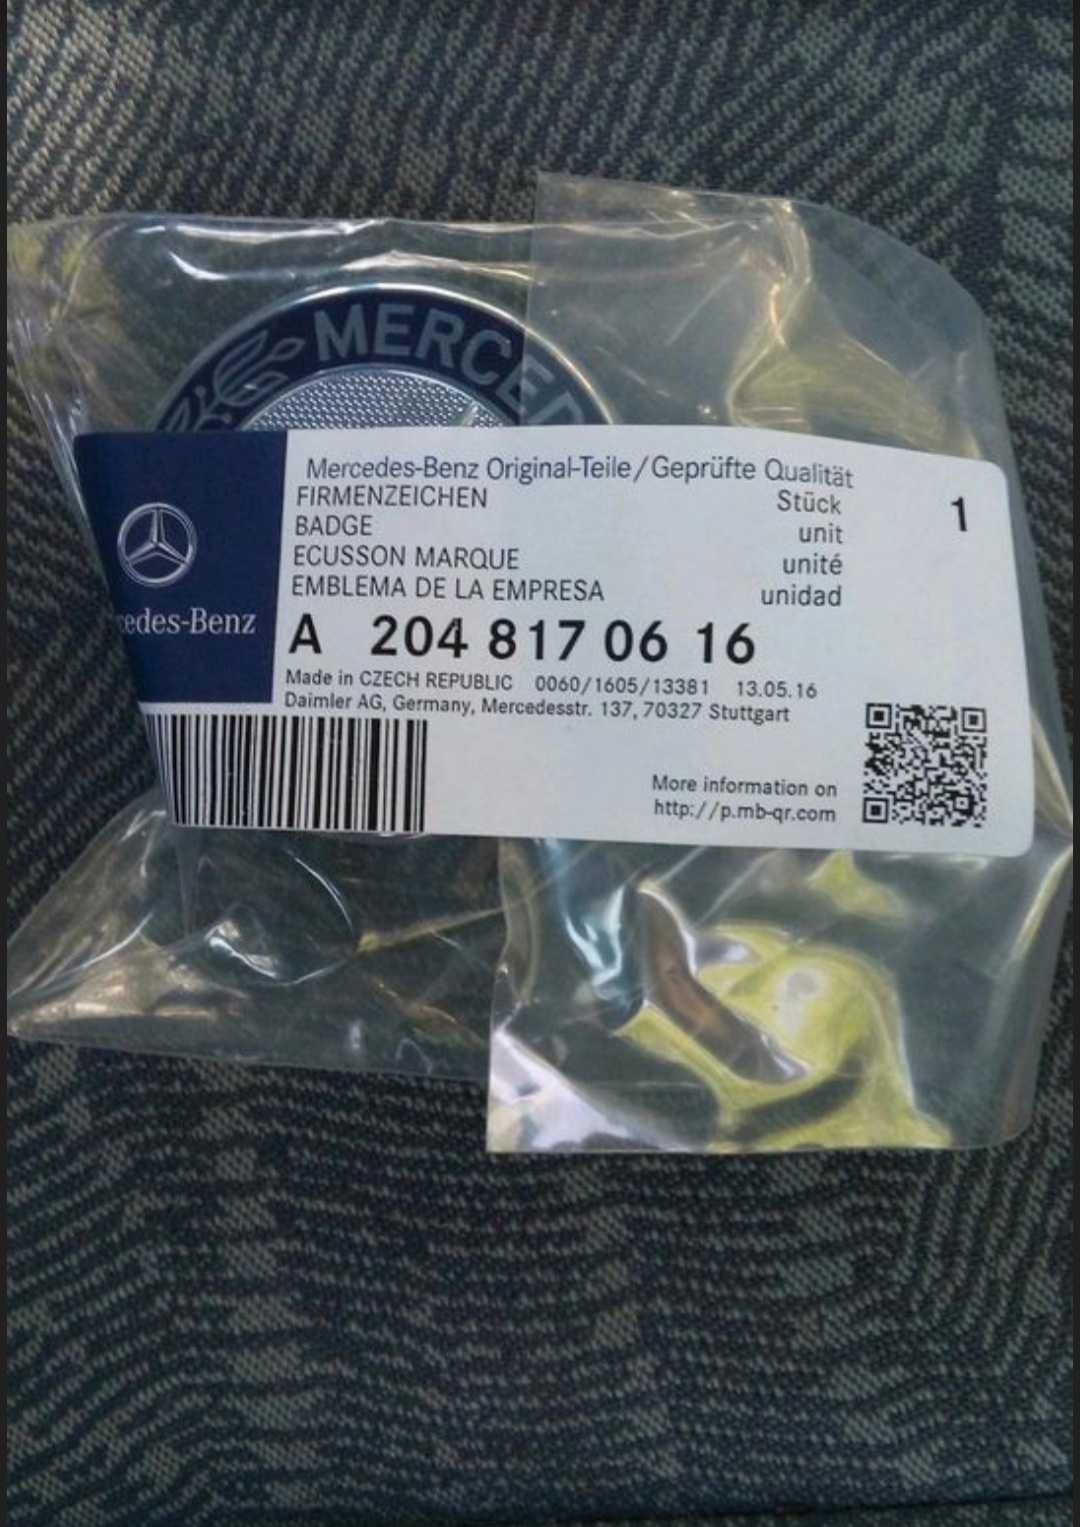 MERCED
Mercedes-Benz Original-Teile/Geprüfte Qualität
FIRMENZEICHEN Stück 1
BADGE unit
ECUSSON MARQUE unité
EMBLEMA DE LA EMPRESA unidad
cedes-Benz
A 204 817 06 16
Made in CZECH REPUBLIC 0060/1605/13381 13.05.16
Daimler AG, Germany, Mercedesstr. 137, 70327 Stuttgart
More information on
http://p.mb-qr.com